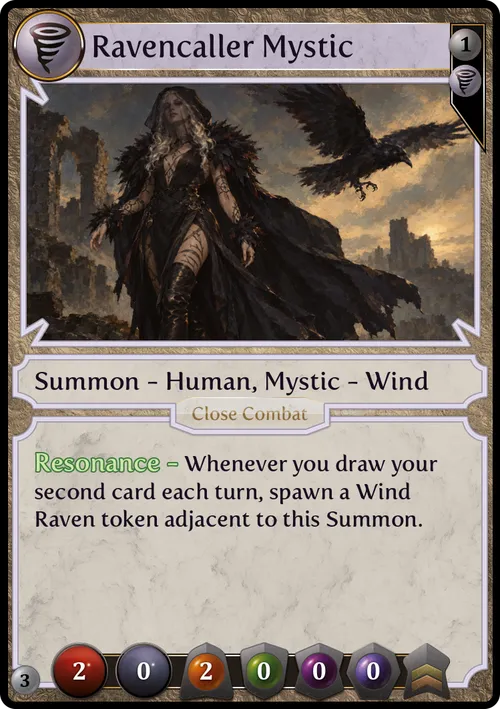 Ravencaller Mystic
1
Summon – Human, Mystic – Wind
Close Combat
Resonance – Whenever you draw your
second card each turn, spawn a Wind
Raven token adjacent to this Summon.
3
2*
0*
2
0
0
0